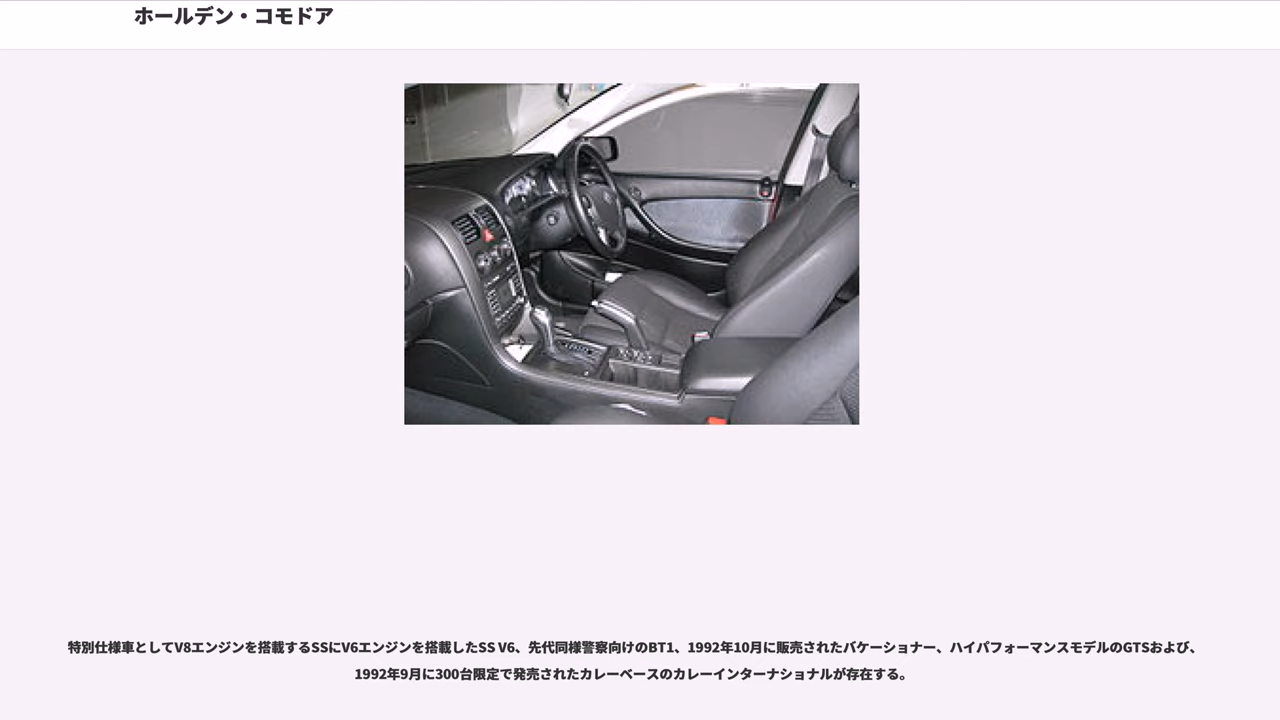 ホールデン・コモドア
特別仕様車としてV8エンジンを搭載するSSにV6エンジンを搭載したSS V6、先代同様警察向けのBT1、1992年10月に販売されたバケーショナー、ハイパフォーマンスモデルのGTSおよび、
1992年9月に300台限定で発売されたカレーベースのカレーインターナショナルが存在する。